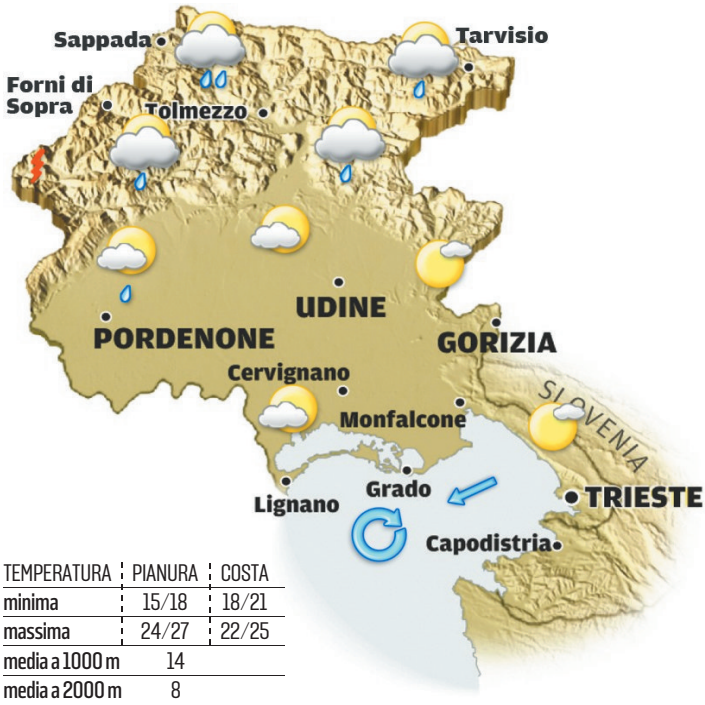 Sappada
Tarvisio
Forni di
Sopra
Tolmezzo
UDINE
PORDENONE
GORIZIA
Cervignano
SLOVENIA
Monfalcone
Grado
Lignano
TRIESTE
Capodistria
TEMPERATURA PIANURA COSTA
minima 15/18 18/21
massima 24/27 22/25
media a 1000 m 14
media a 2000 m 8